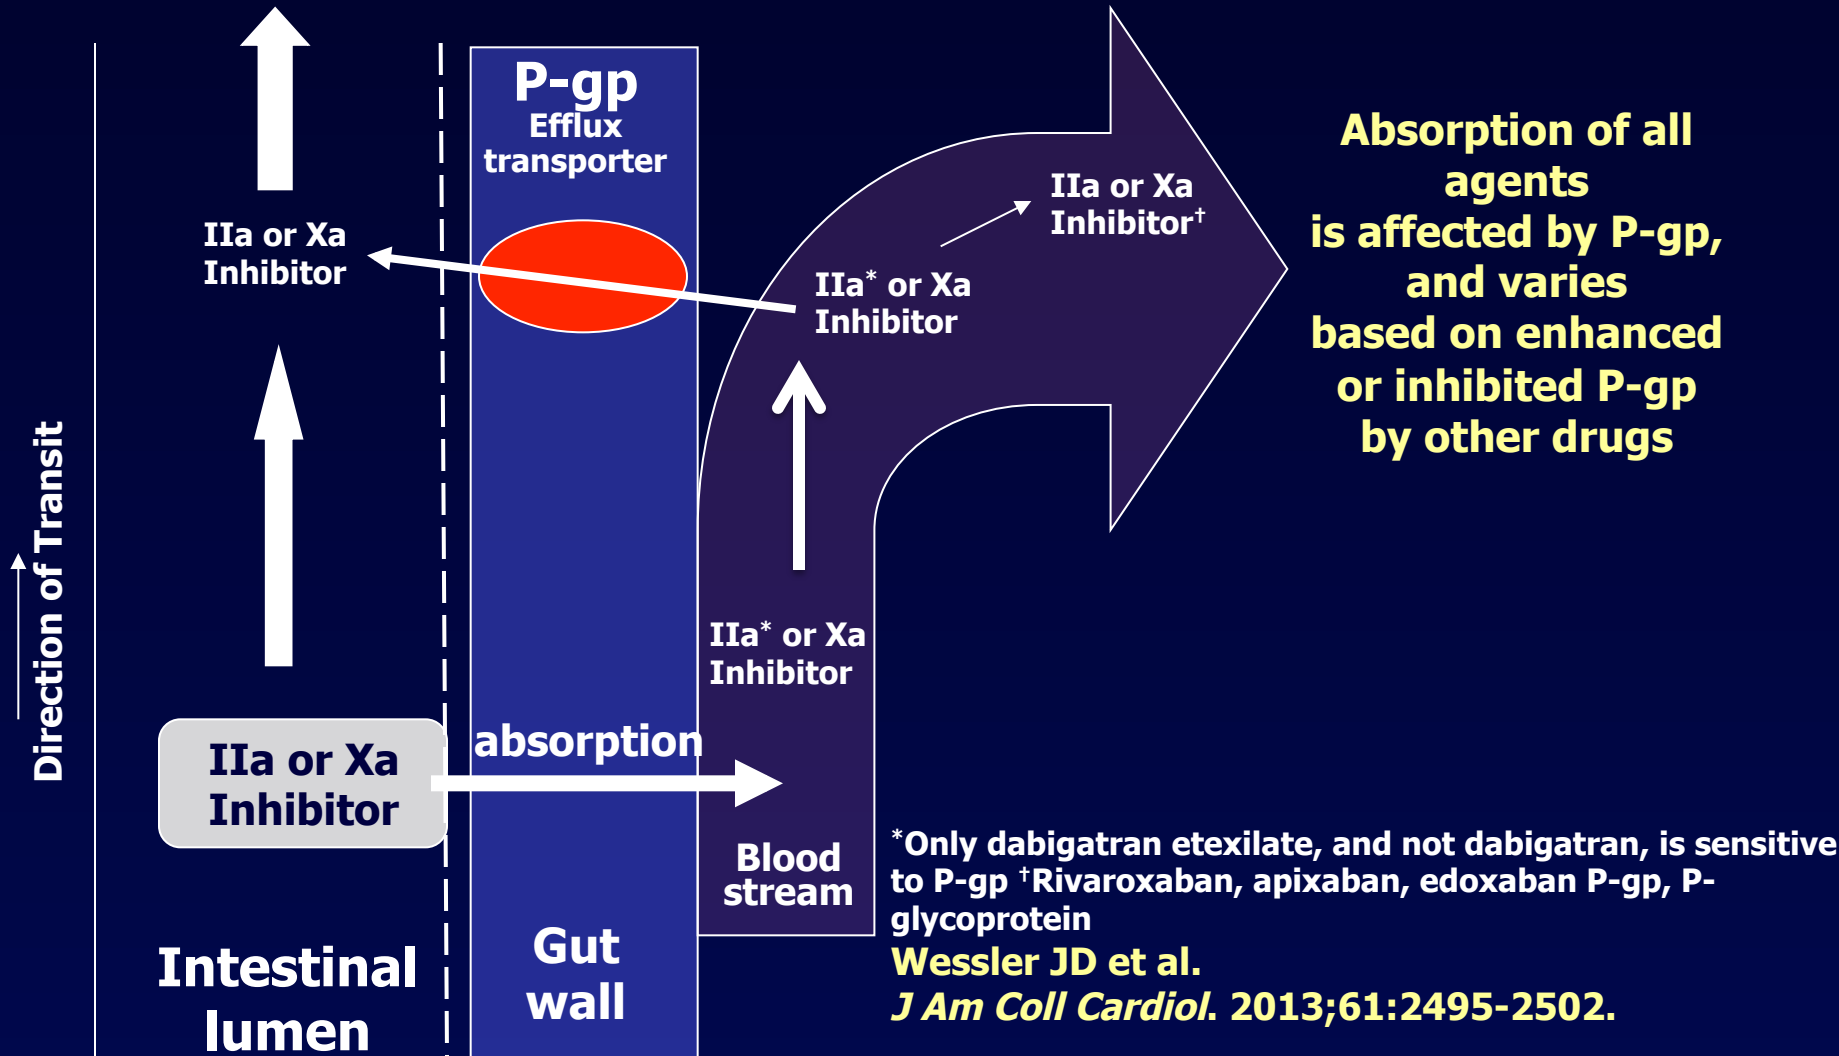 P-gp
Efflux
transporter
IIa or Xa
Inhibitor
IIa* or Xa
Inhibitor
IIa or Xa
Inhibitor†
Absorption of all
agents
is affected by P-gp,
and varies
based on enhanced
or inhibited P-gp
by other drugs
Direction of Transit
IIa* or Xa
Inhibitor
IIa or Xa
Inhibitor
absorption
Blood
stream
Intestinal
lumen
Gut
wall
*Only dabigatran etexilate, and not dabigatran, is sensitive
to P-gp †Rivaroxaban, apixaban, edoxaban P-gp, P-
glycoprotein
Wessler JD et al.
J Am Coll Cardiol. 2013;61:2495-2502.